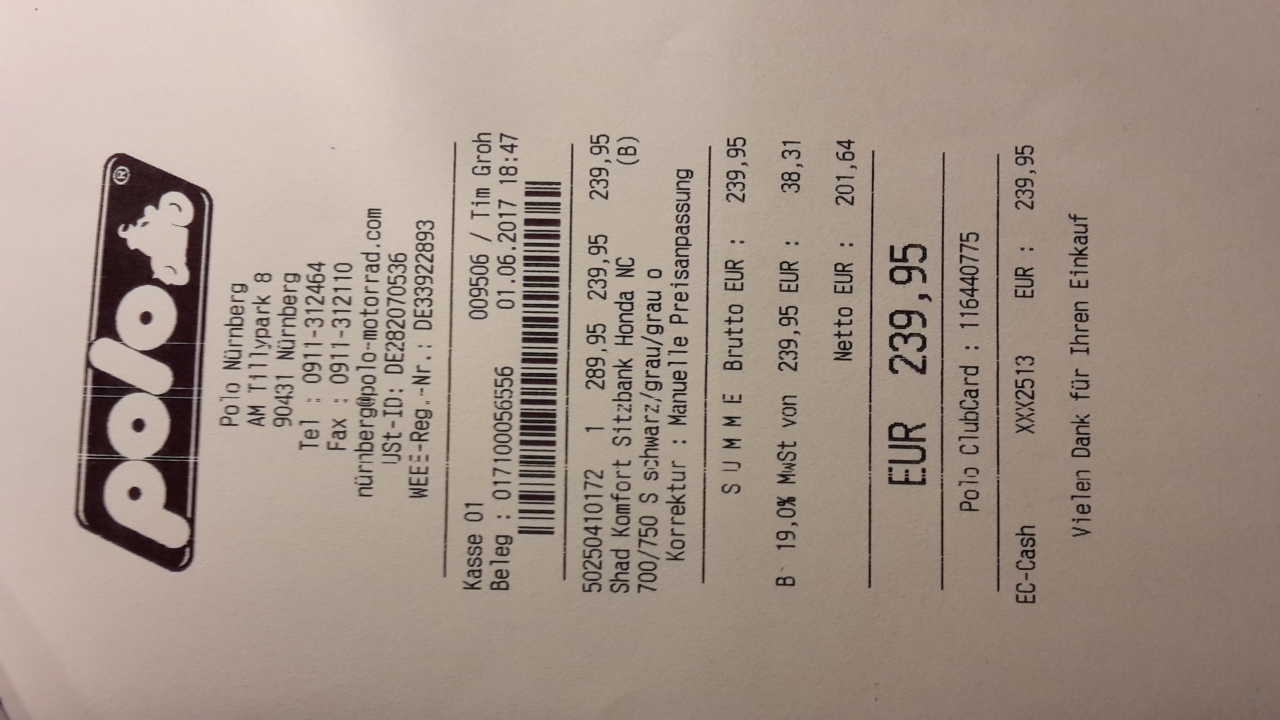 polo®
Polo Nürnberg
AM Tillypark 8
90431 Nürnberg
Tel : 0911-312464
Fax : 0911-312110
nürnberg@polo-motorrad.com
USt-ID: DE282070536
WEEE-Reg.-Nr.: DE33922893
Kasse 01 009506 / Tim Groh
Beleg : 017100056556 01.06.2017 18:47
50250410172 1 289,95 239,95 239,95
Shad Komfort Sitzbank Honda NC (B)
700/750 S schwarz/grau/grau o
Korrektur : Manuelle Preisanpassung
S U M M E Brutto EUR : 239,95
B 19,0% MwSt von 239,95 EUR : 38,31
Netto EUR : 201,64
EUR 239,95
Polo ClubCard : 116440775
EC-Cash XXX2513 EUR : 239,95
Vielen Dank für Ihren Einkauf